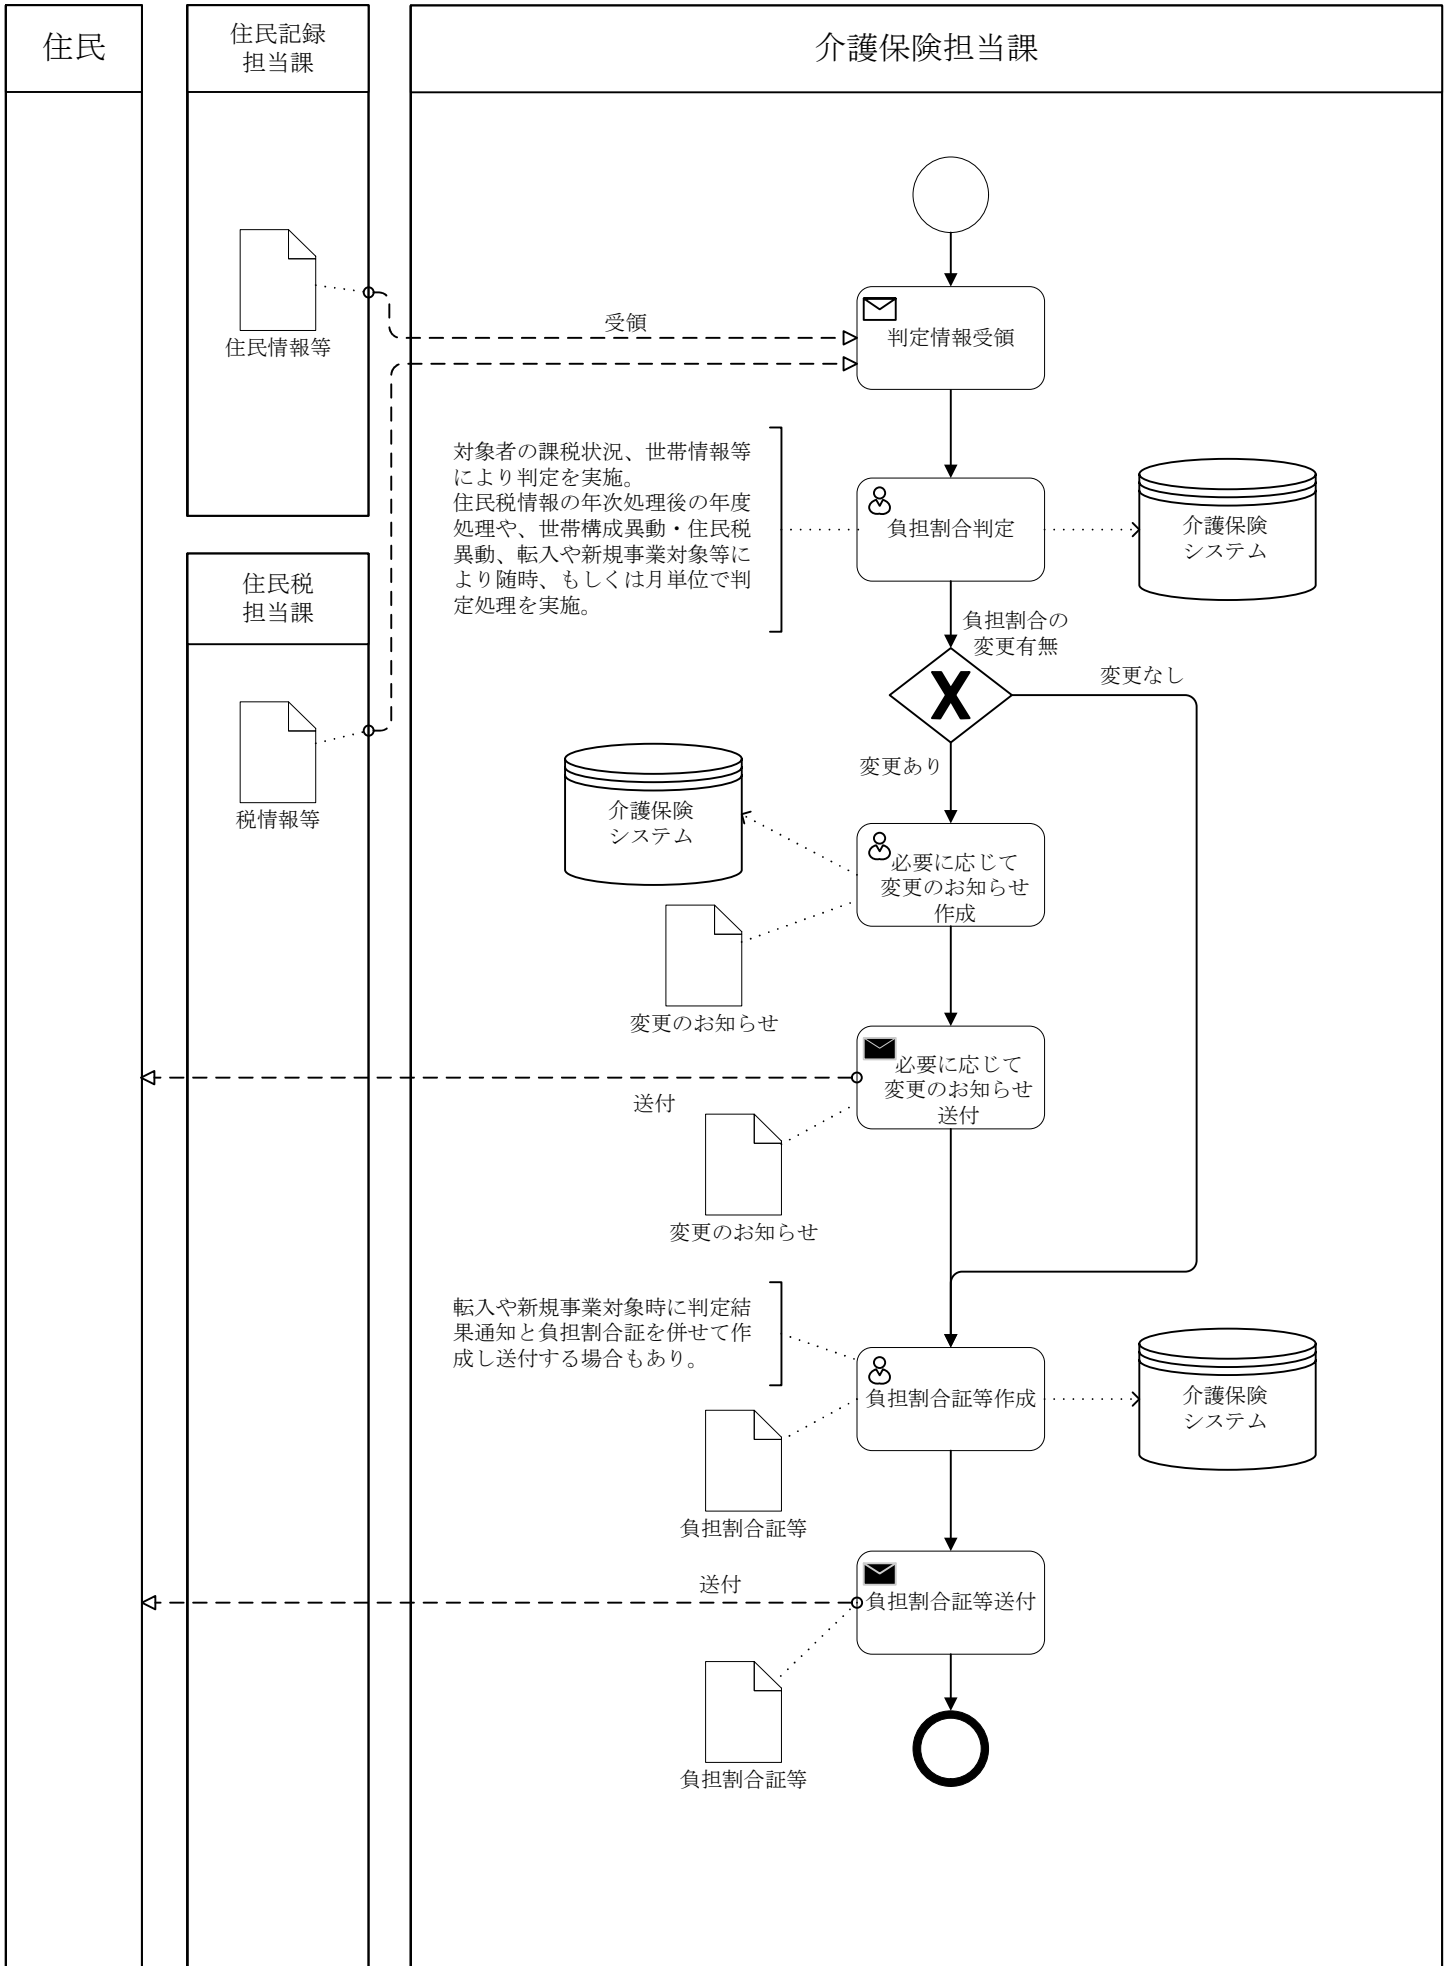 住民
住民記録
担当課
介護保険担当課
住民情報等
受領
判定情報受領
対象者の課税状況、世帯情報等
により判定を実施。
住民税情報の年次処理後の年度
処理や、世帯構成異動・住民税
異動、転入や新規事業対象等に
より随時、もしくは月単位で判
定処理を実施。
負担割合判定
介護保険
システム
住民税
担当課
負担割合の
変更有無
変更なし
変更あり
税情報等
介護保険
システム
必要に応じて
変更のお知らせ
作成
変更のお知らせ
必要に応じて
変更のお知らせ
送付
送付
変更のお知らせ
転入や新規事業対象時に判定結
果通知と負担割合証を併せて作
成し送付する場合もあり。
負担割合証等作成
介護保険
システム
負担割合証等
送付
負担割合証等送付
負担割合証等